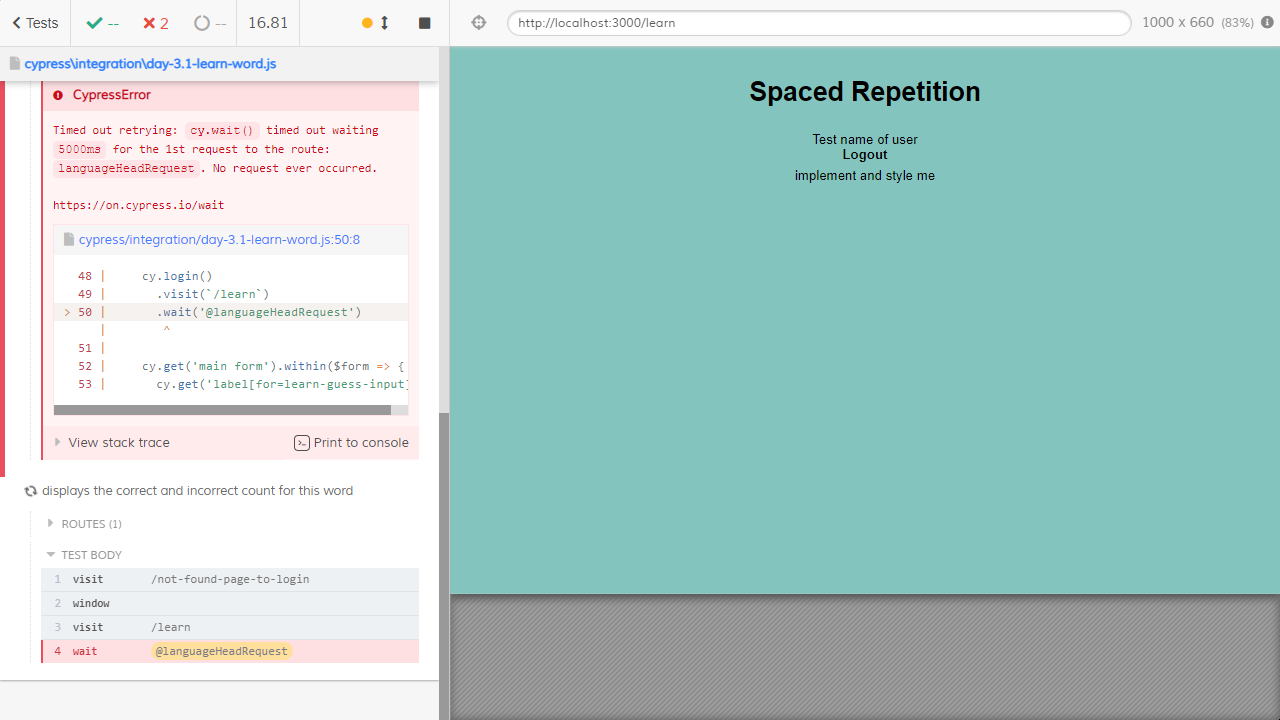 Tests
--
2
--
16.81
http://localhost:3000/learn
1000 x 660 (83%)
cypress\integration\day-3.1-learn-word.js
CypressError
Timed out retrying: cy.wait() timed out waiting
5000ms for the 1st request to the route:
languageHeadRequest. No request ever occurred.
https://on.cypress.io/wait
cypress/integration/day-3.1-learn-word.js:50:8
48 | cy.login()
49 | .visit(`/learn`)
> 50 | .wait('@languageHeadRequest')
| ^
51 |
52 | cy.get('main form').within($form => {
53 | cy.get('label[for=learn-guess-input]
View stack trace
Print to console
displays the correct and incorrect count for this word
ROUTES (1)
TEST BODY
1 visit /not-found-page-to-login
2 window
3 visit /learn
4 wait @languageHeadRequest
Spaced Repetition
Test name of user
Logout
implement and style me